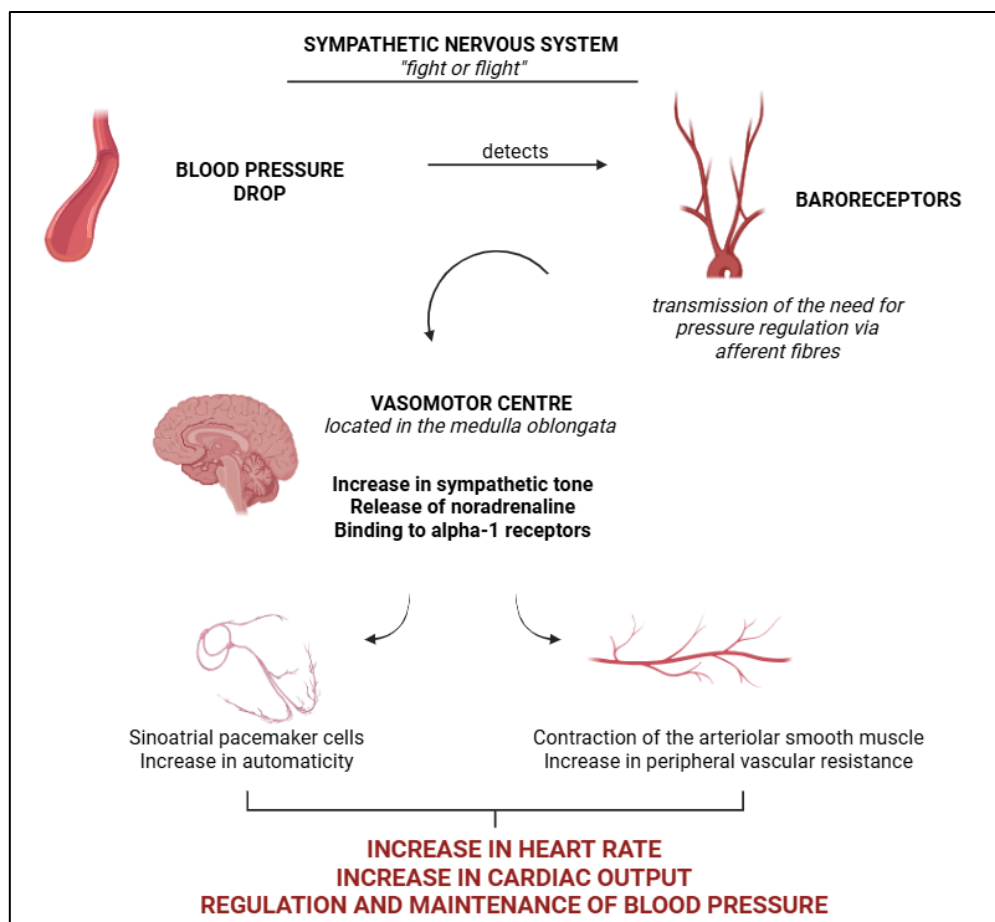 SYMPATHETIC NERVOUS SYSTEM
"fight or flight"
BLOOD PRESSURE
DROP
detects
BARORECEPTORS
transmission of the need for
pressure regulation via
afferent fibres
VASOMOTOR CENTRE
located in the medulla oblongata
Increase in sympathetic tone
Release of noradrenaline
Binding to alpha-1 receptors
Sinoatrial pacemaker cells
Increase in automaticity
Contraction of the arteriolar smooth muscle
Increase in peripheral vascular resistance
INCREASE IN HEART RATE
INCREASE IN CARDIAC OUTPUT
REGULATION AND MAINTENANCE OF BLOOD PRESSURE